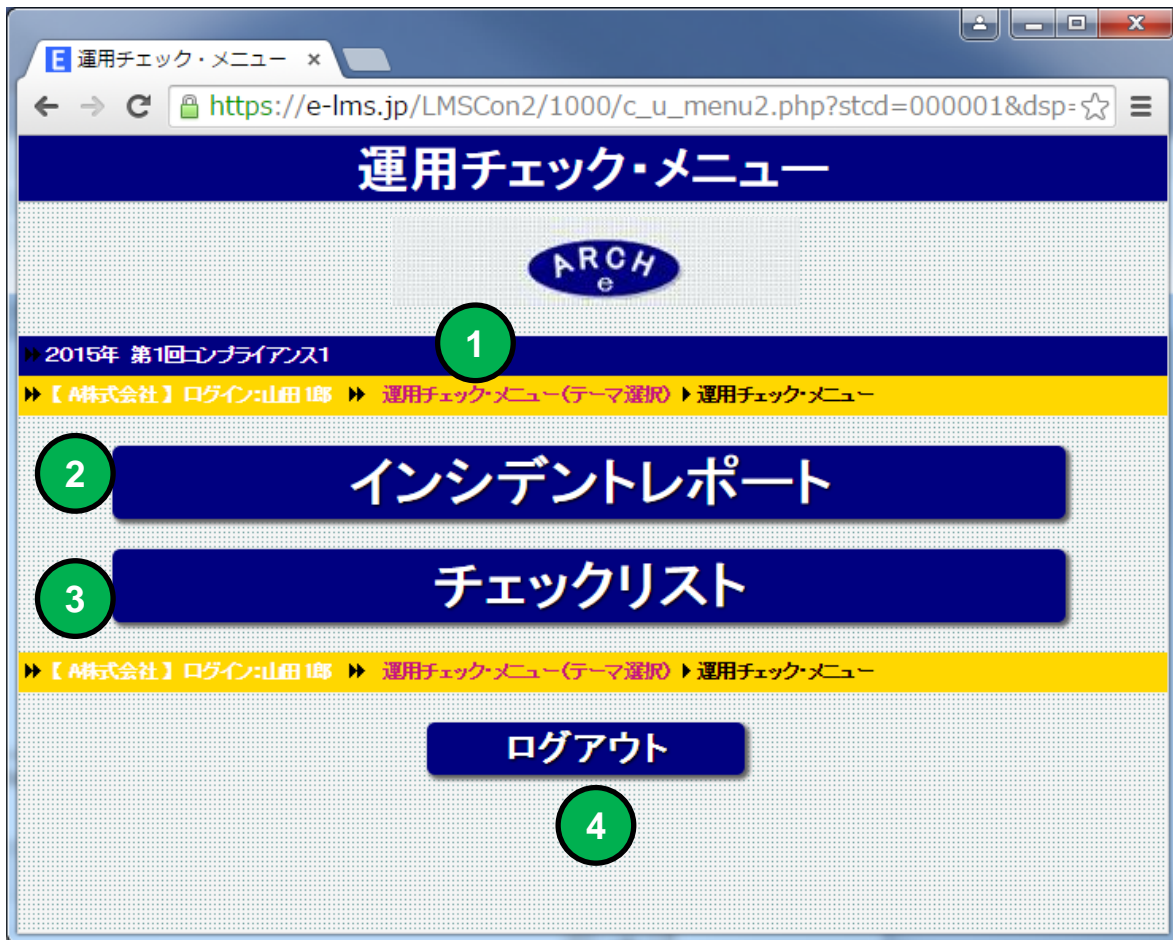 運用チェック・メニュー ×
https://e-lms.jp/LMSCon2/1000/c_u_menu2.php?stcd=000001&dsp=
運用チェック・メニュー
ARCH
e
1
2015年 第1回コンプライアンス1
【 A株式会社 】 ログイン:山田 1郎 運用チェック・メニュー(テーマ選択) 運用チェック・メニュー
2
インシデントレポート
3
チェックリスト
【 A株式会社 】 ログイン:山田 1郎 運用チェック・メニュー(テーマ選択) 運用チェック・メニュー
ログアウト
4